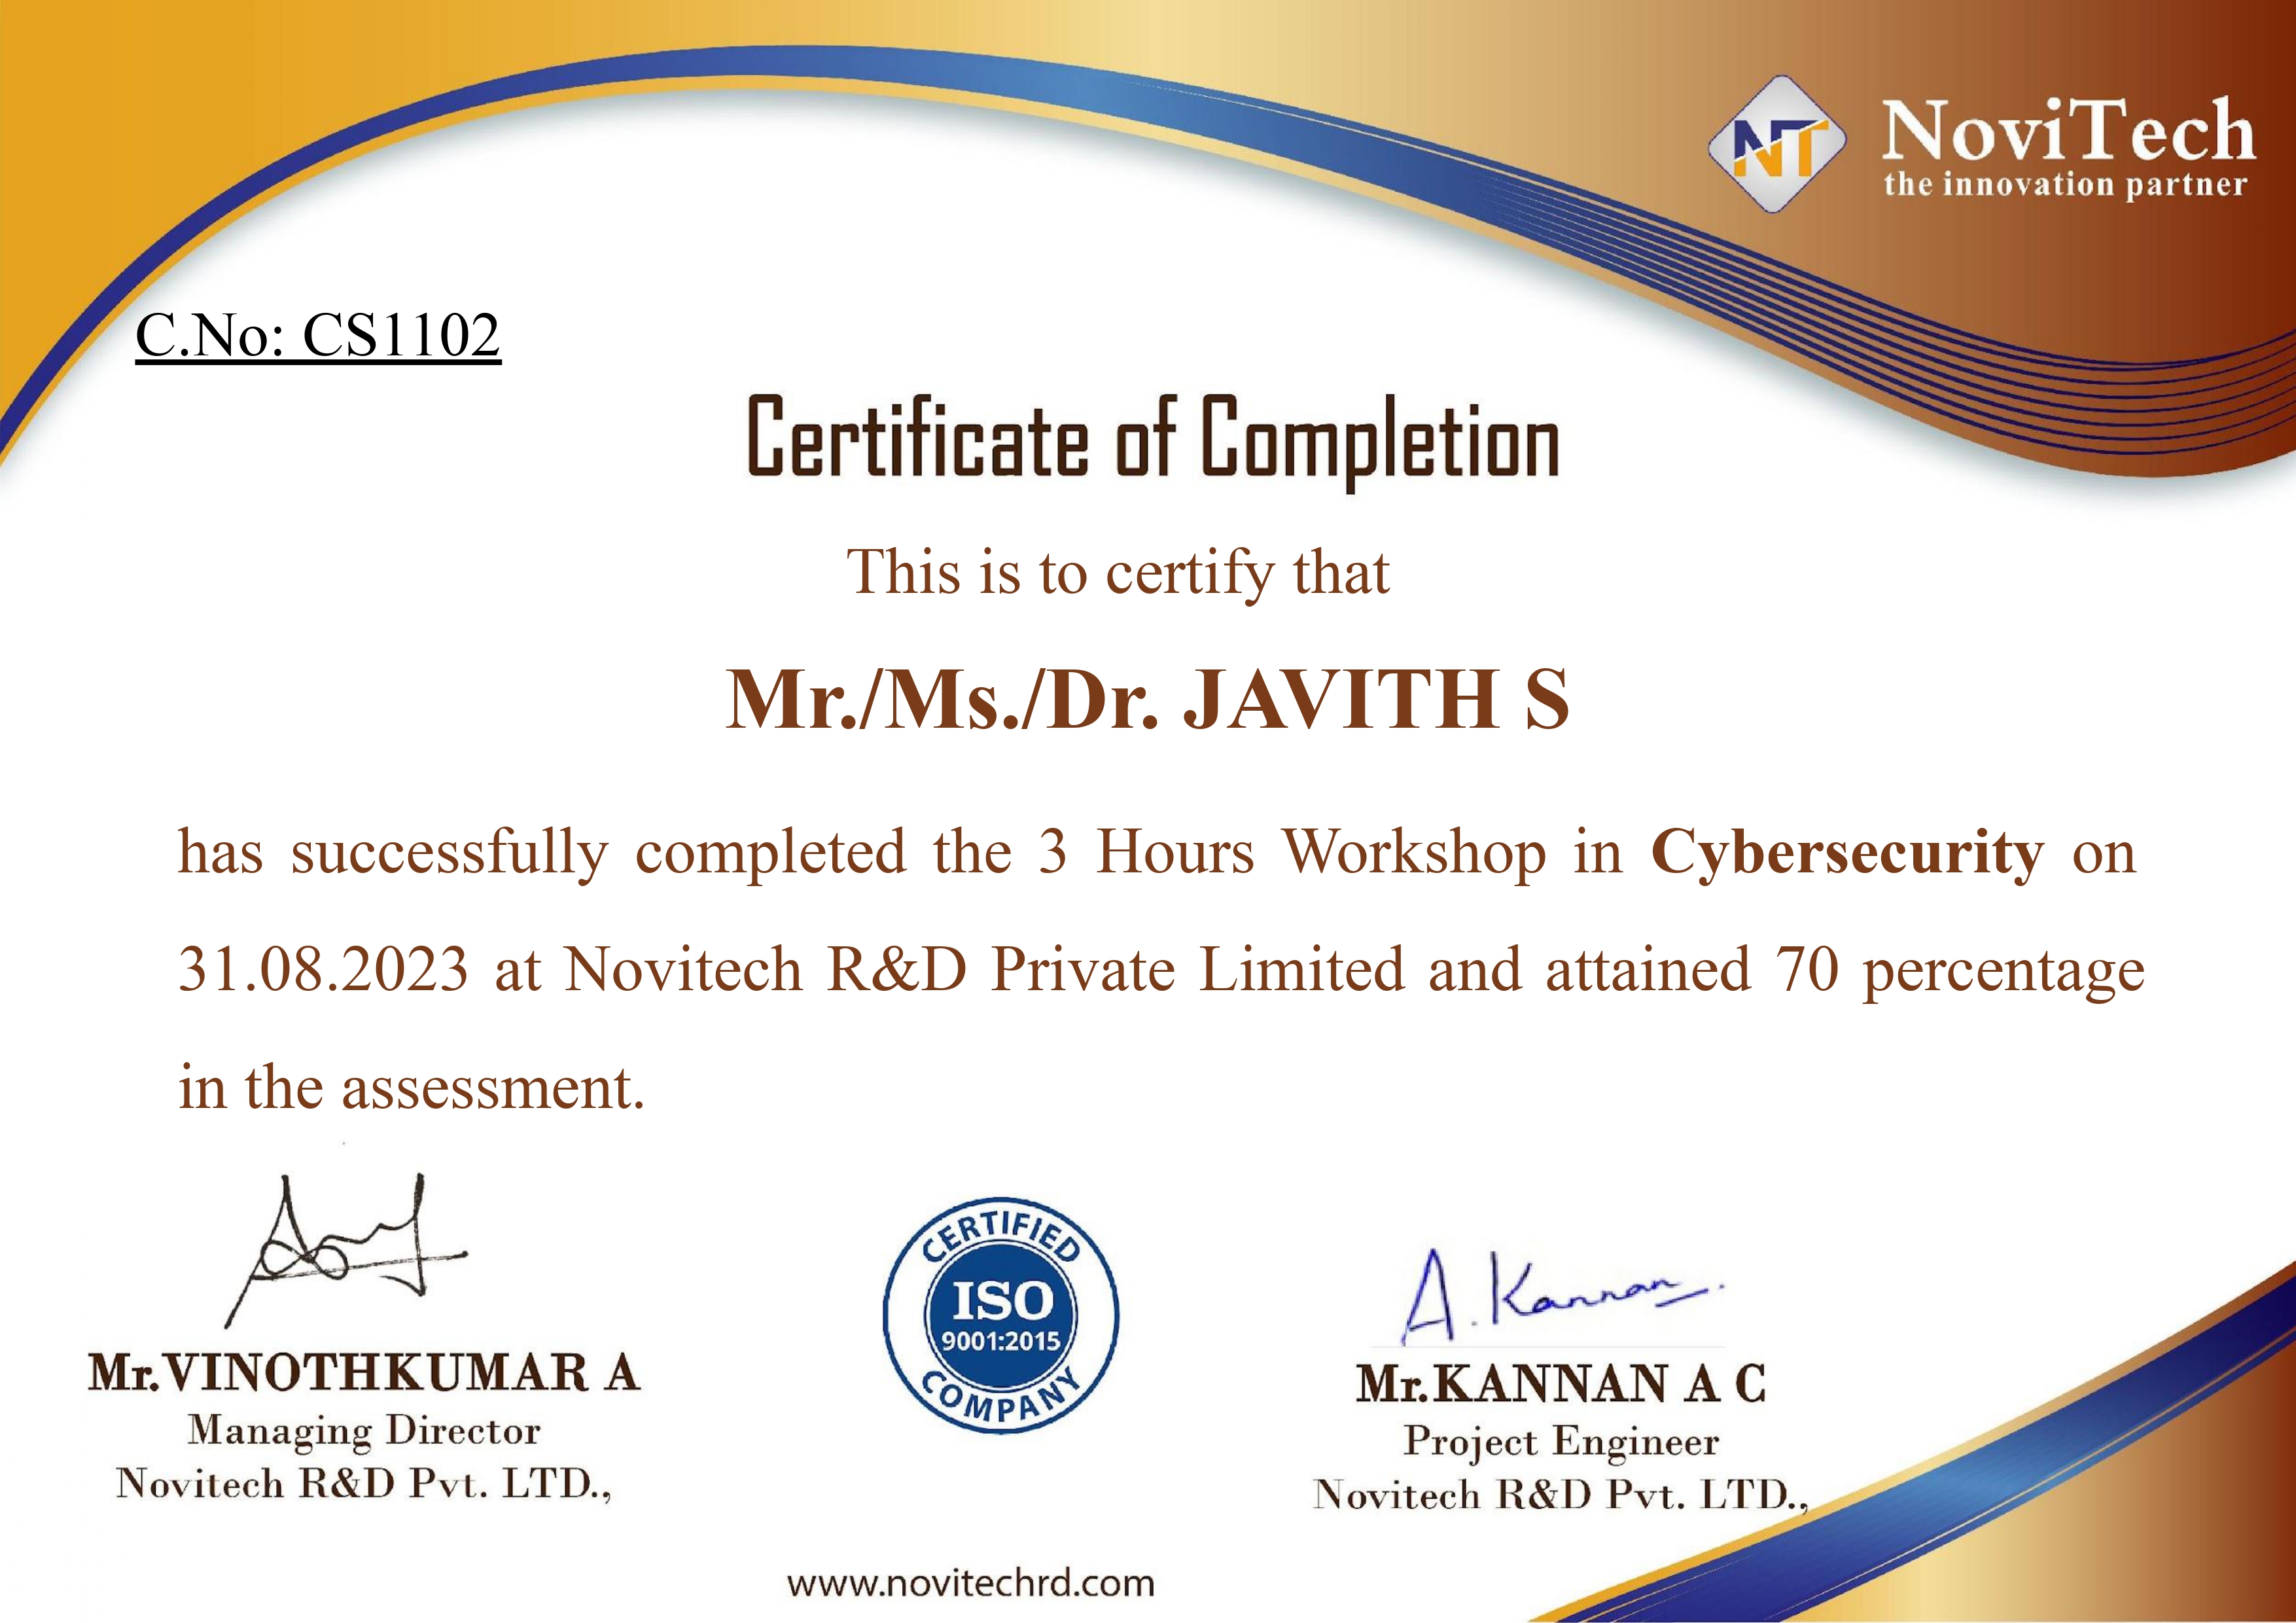 NT
NoviTech
the innovation partner
C.No: CS1102
Certificate of Completion
This is to certify that
Mr./Ms./Dr. JAVITH S
has successfully completed the 3 Hours Workshop in Cybersecurity on
31.08.2023 at Novitech R&D Private Limited and attained 70 percentage
in the assessment.
Mr.VINOTHKUMAR A
Managing Director
Novitech R&D Pvt. LTD.,
CERTIFIED
ISO
9001:2015
COMPANY
A. Kannan.
Mr.KANNAN A C
Project Engineer
Novitech R&D Pvt. LTD.,
www.novitechrd.com